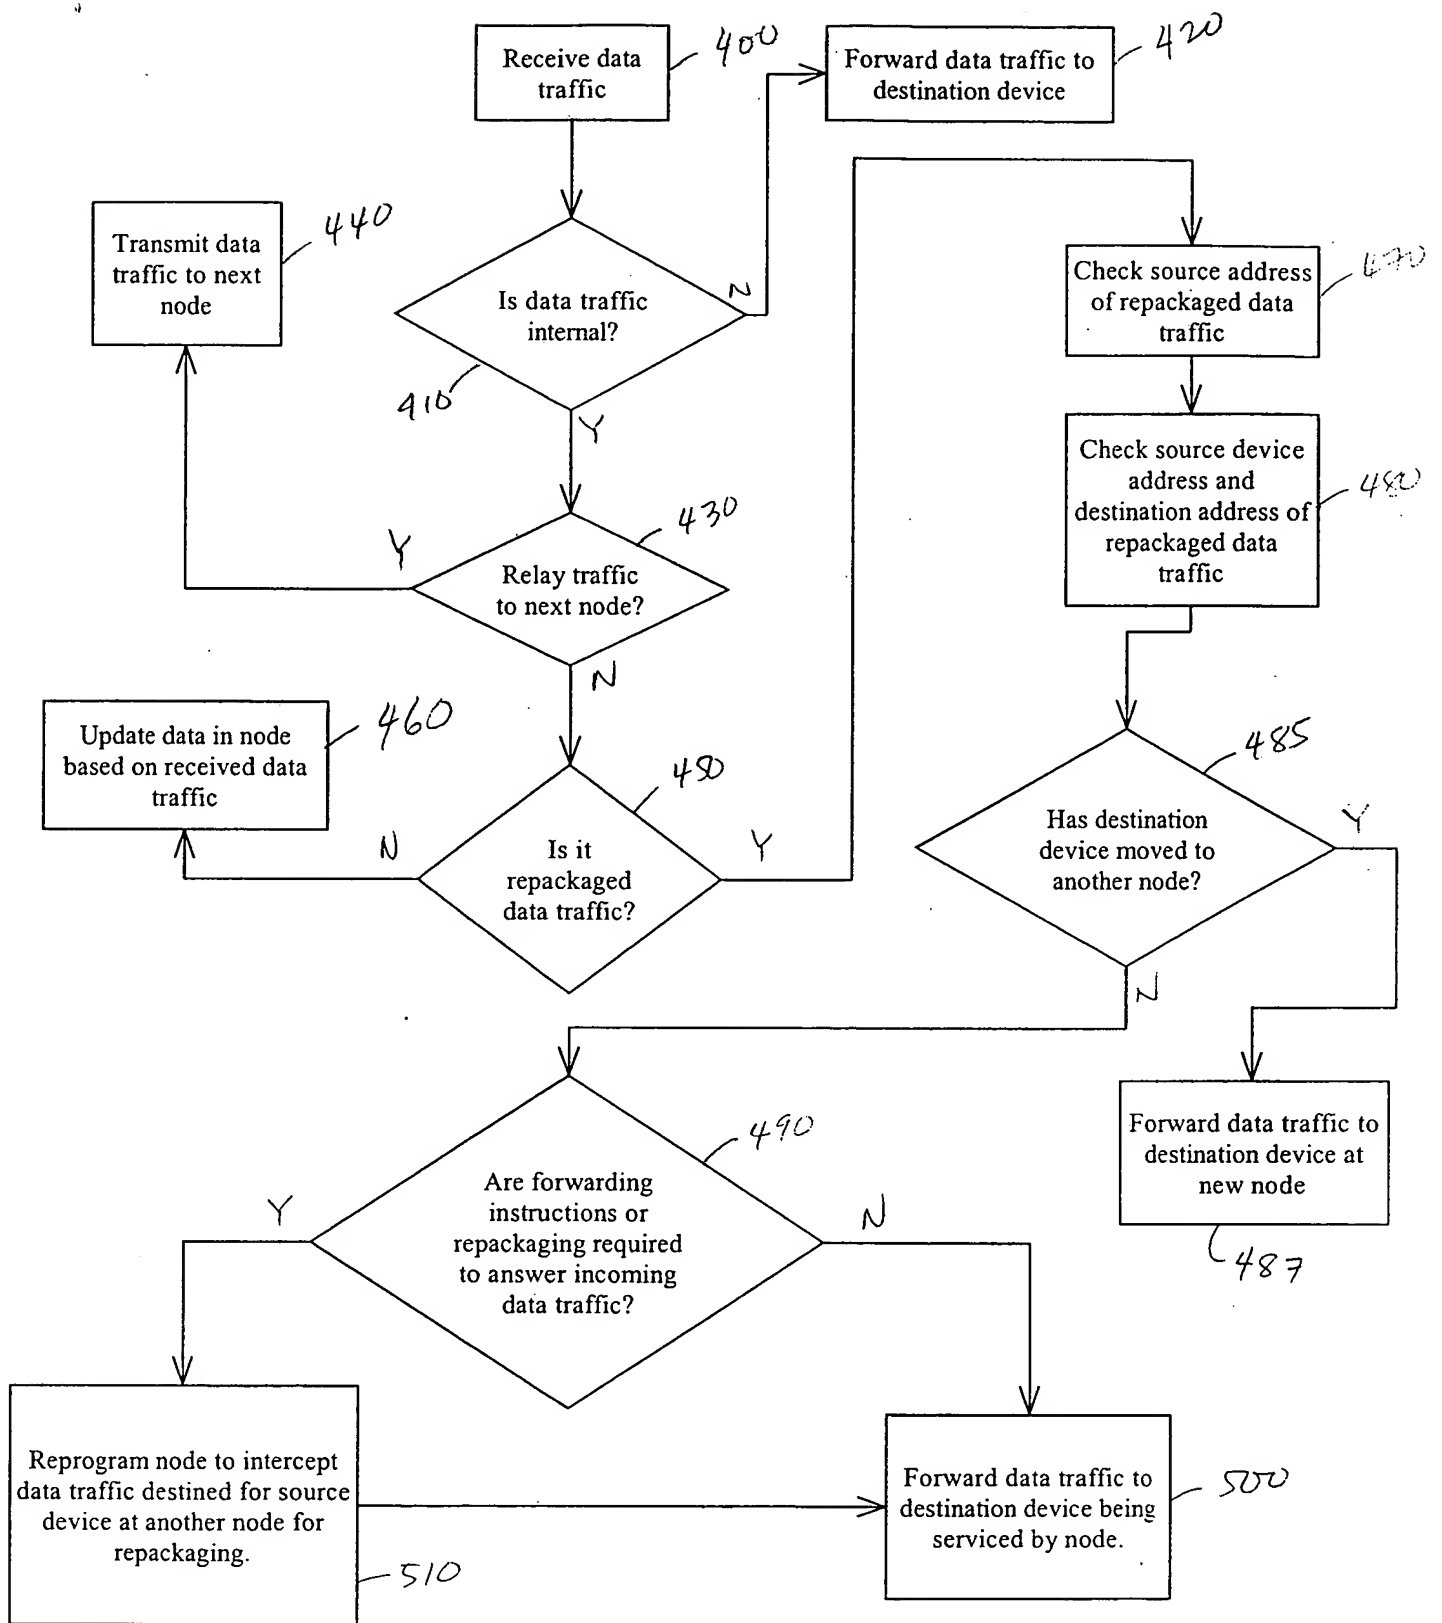 Receive data
traffic
400
Forward data traffic to
destination device
420
Transmit data
traffic to next
node
440
Is data traffic
internal?
N
410
Y
Check source address
of repackaged data
traffic
470
Check source device
address and
destination address of
repackaged data
traffic
480
Relay traffic
to next node?
430
Y
N
Update data in node
based on received data
traffic
460
Is it
repackaged
data traffic?
450
N
Y
Has destination
device moved to
another node?
485
Y
N
Forward data traffic to
destination device at
new node
487
Are forwarding
instructions or
repackaging required
to answer incoming
data traffic?
490
Y
N
Reprogram node to intercept
data traffic destined for source
device at another node for
repackaging.
510
Forward data traffic to
destination device being
serviced by node.
500